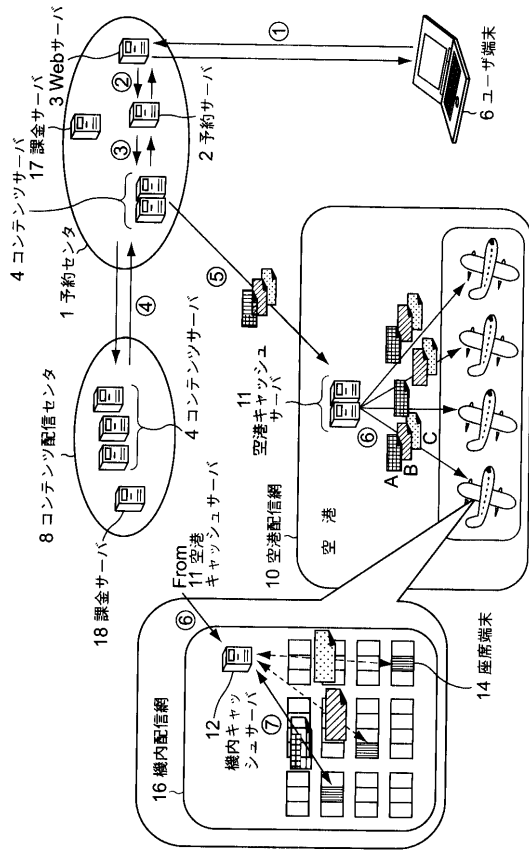 ①
6 ユーザ端末
3 Webサーバ
17 課金サーバ
②
2 予約サーバ
③
4 コンテンツサーバ
1 予約センタ
④
⑤
8 コンテンツ配信センタ
4 コンテンツサーバ
18 課金サーバ
11
空港キャッシュ
サーバ
⑥
A
B
C
10 空港配信網
空 港
From
11 空港
キャッシュサーバ
⑥
12
機内キャッ
シュサーバ
⑦
16 機内配信網
14 座席端末